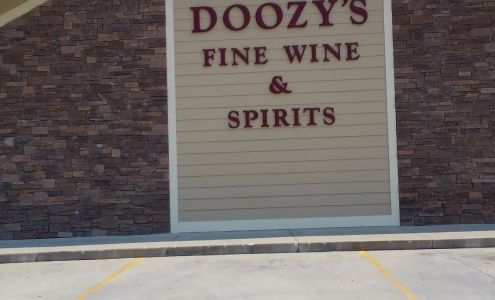 DOOZY'S
FINE WINE
&
SPIRITS